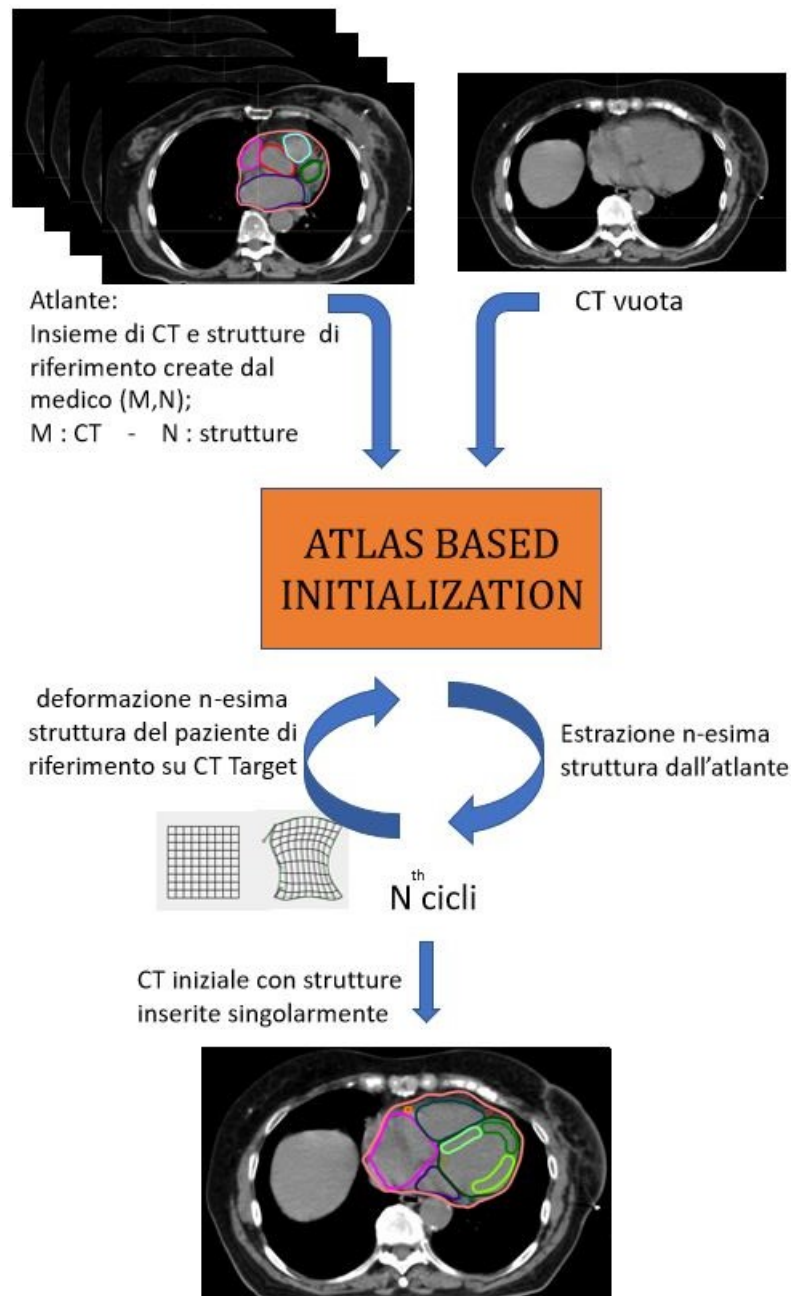 Atlante:
Insieme di CT e strutture di
riferimento create dal
medico (M,N);
M : CT - N : strutture
CT vuota
ATLAS BASED
INITIALIZATION
deformazione n-esima
struttura del paziente di
riferimento su CT Target
Estrazione n-esima
struttura dall'atlante
N th cicli
CT iniziale con strutture
inserite singolarmente